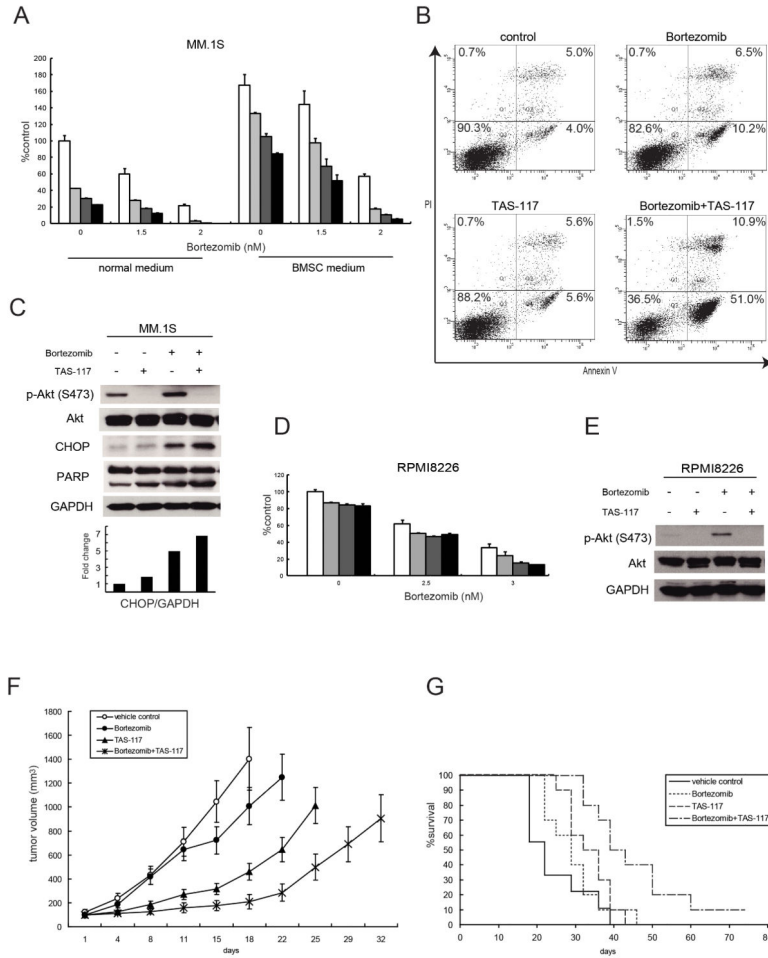 A
MM.1S
%control
200
180
160
140
120
100
80
60
40
20
0
0 1.5 2 0 1.5 2
Bortezomib (nM)
normal medium BMSC medium
B
control Bortezomib
0.7% 5.0% 0.7% 6.5%
90.3% 4.0% 82.6% 10.2%
TAS-117 Bortezomib+TAS-117
0.7% 5.6% 1.5% 10.9%
88.2% 5.6% 36.5% 51.0%
PI
Annexin V
C
MM.1S
Bortezomib - - + +
TAS-117 - + - +
p-Akt (S473)
Akt
CHOP
PARP
GAPDH
Fold change
7
5
3
1
CHOP/GAPDH
D
RPMI8226
%control
120
100
80
60
40
20
0
0 2.5 3
Bortezomib (nM)
E
RPMI8226
Bortezomib - - + +
TAS-117 - + - +
p-Akt (S473)
Akt
GAPDH
F
vehicle control
Bortezomib
TAS-117
Bortezomib+TAS-117
tumor volume (mm3)
1800
1600
1400
1200
1000
800
600
400
200
0
1 4 8 11 15 18 22 25 29 32
days
G
vehicle control
Bortezomib
TAS-117
Bortezomib+TAS-117
%survival
100
90
80
70
60
50
40
30
20
10
0
0 10 20 30 40 50 60 70 80
days